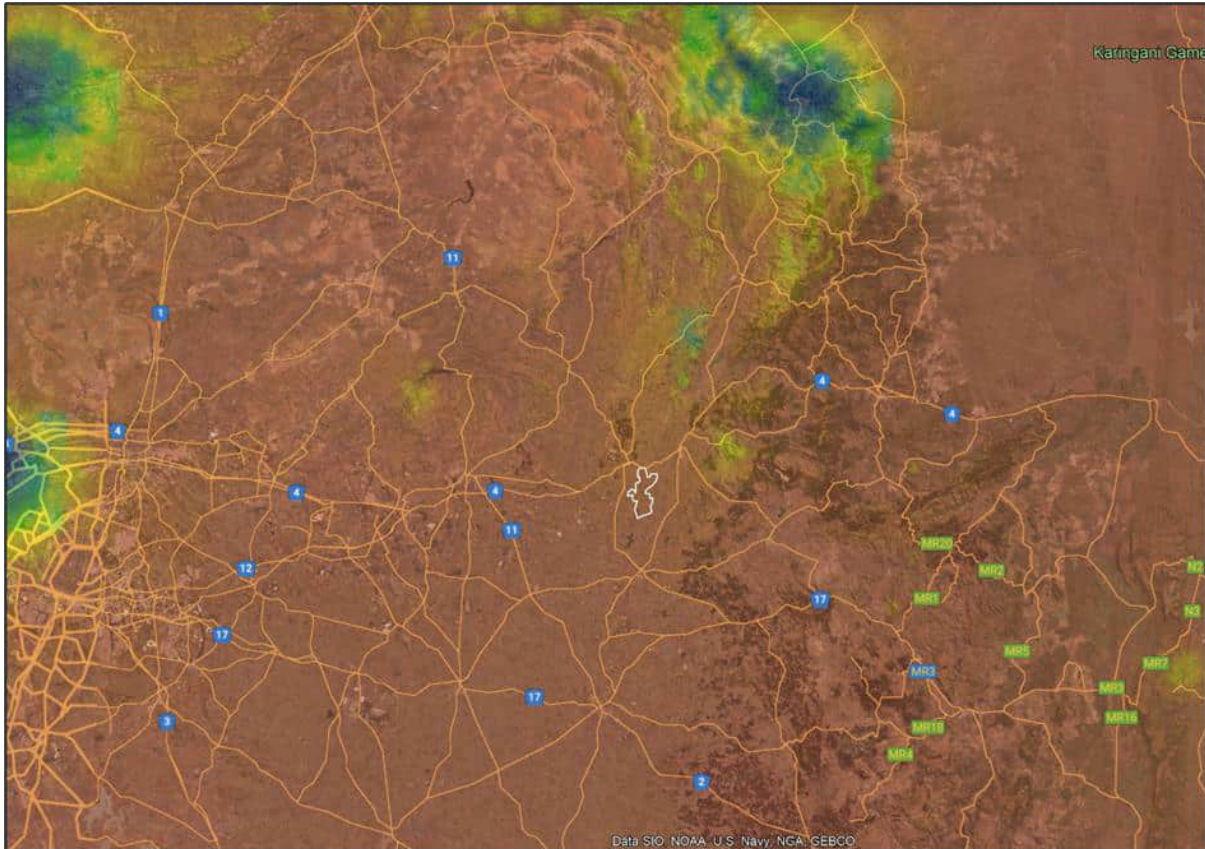 Karingani Game
11
1
4
4
4
4
4
11
MR20
12
N2
MR2
MR1
17
N3
17
MR5
MR7
MR3
MR3
17
MR16
3
MR18
MR4
2
Data SIO, NOAA, U.S. Navy, NGA, GEBCO